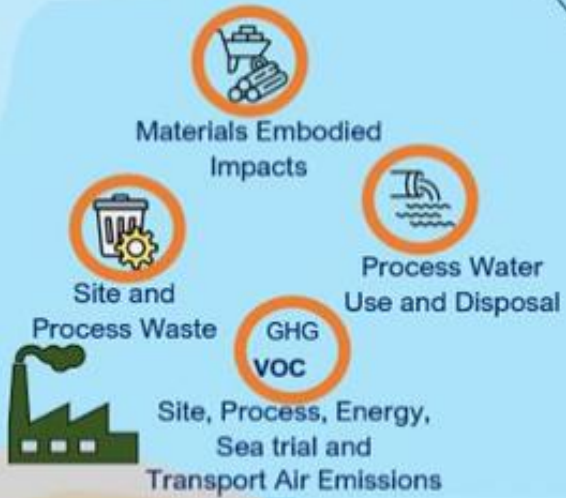 Materials Embodied
Impacts
Process Water
Use and Disposal
Site and
Process Waste
GHG
VOC
Site, Process, Energy,
Sea trial and
Transport Air Emissions